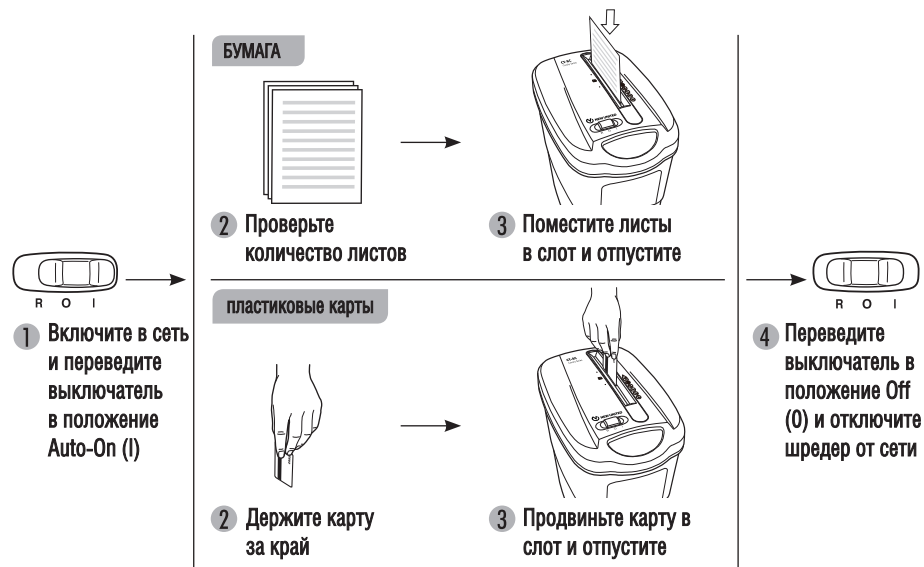 R O I
1 Включите в сеть
и переведите
выключатель
в положение
Auto-On (I)
БУМАГА
2 Проверьте
количество листов
3 Поместите листы
в слот и отпустите
пластиковые карты
2 Держите карту
за край
3 Продвиньте карту в
слот и отпустите
R O I
4 Переведите
выключатель в
положение Off
(0) и отключите
шредер от сети